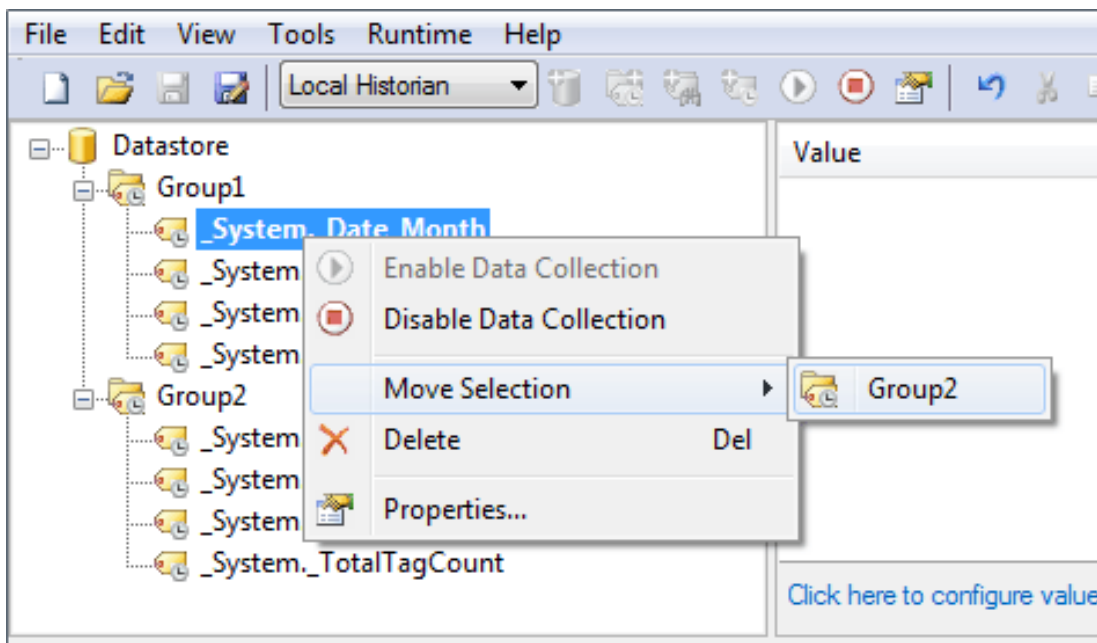 File Edit View Tools Runtime Help
Local Historian
Datastore
Value
Group1
_System._Date_Month
_System.
Enable Data Collection
_System.
Disable Data Collection
_System.
Group2
Move Selection
Group2
_System.
Delete Del
_System.
_System.
Properties...
_System._TotalTagCount
Click here to configure value